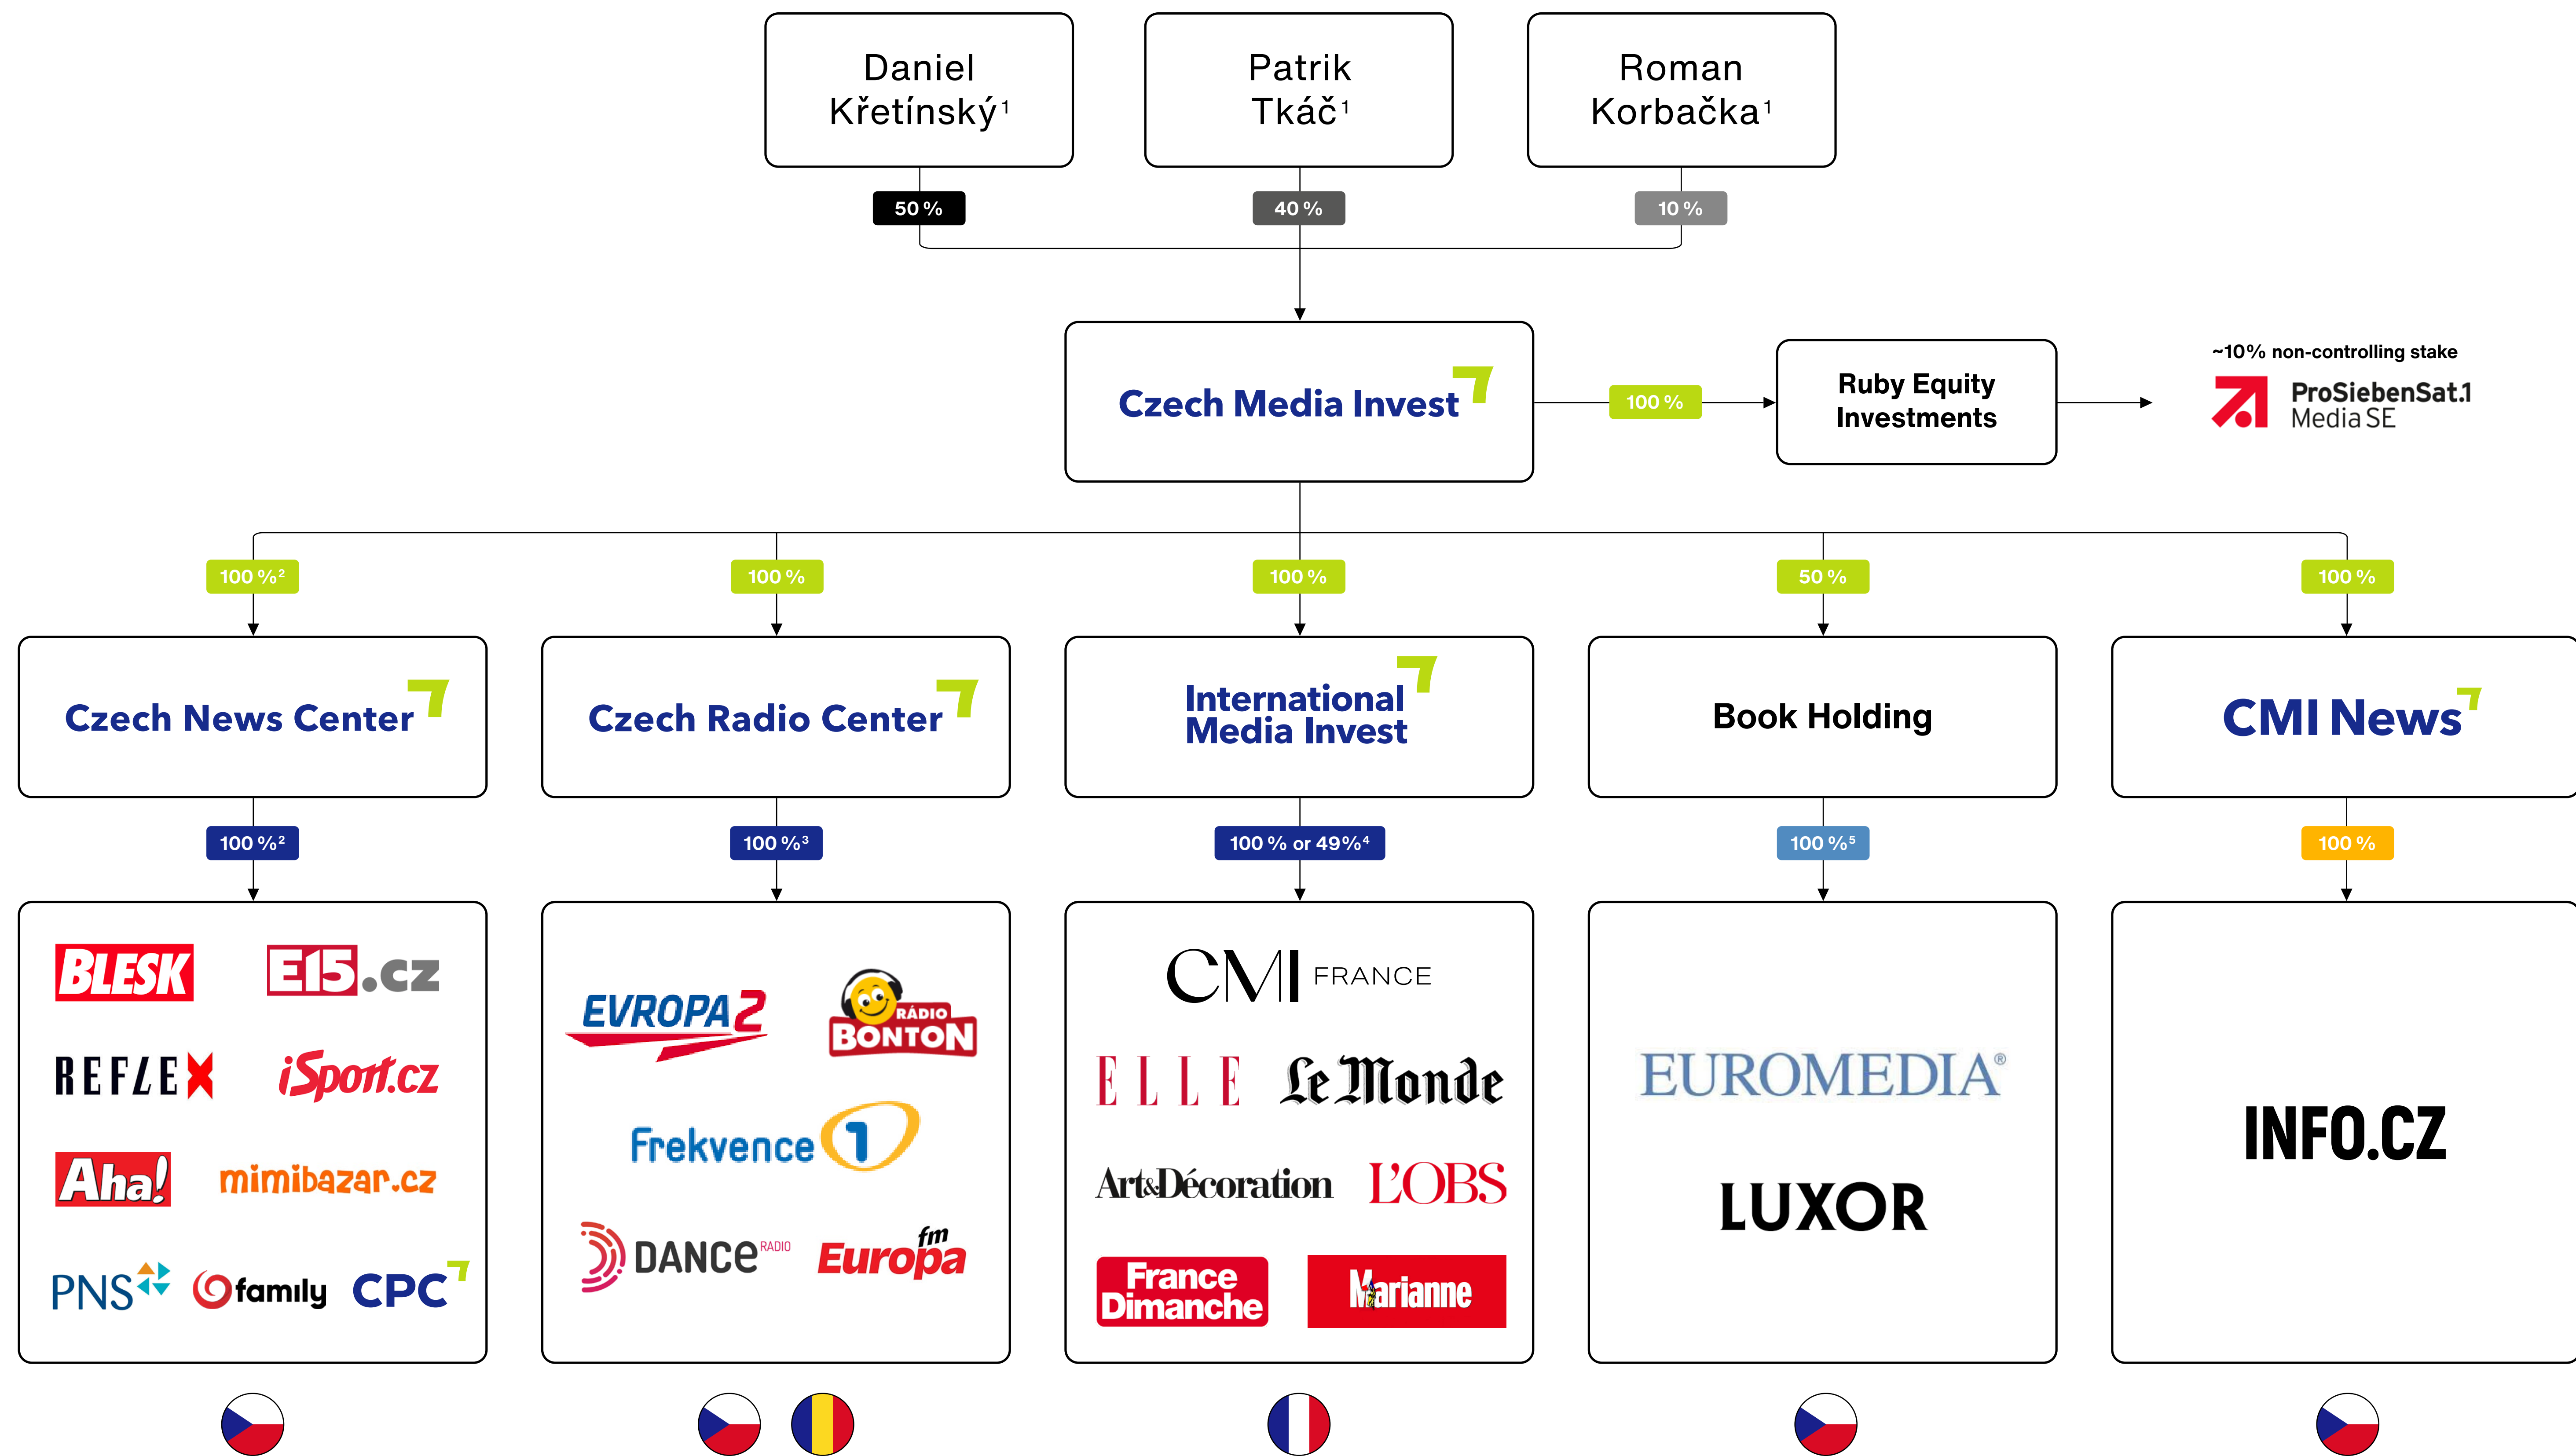 Daniel
Křetínský¹
Patrik
Tkáč¹
Roman
Korbačka¹
50 %
40 %
10 %
Czech Media Invest
100 %
Ruby Equity
Investments
~10% non-controlling stake
ProSiebenSat.1
Media SE
100 %²
100 %
100 %
50 %
100 %
Czech News Center
Czech Radio Center
International
Media Invest
Book Holding
CMI News
100 %²
100 %³
100 % or 49%⁴
100 %⁵
100 %
BLESK
E15.cz
REFLEX
iSport.cz
Aha!
mimibazar.cz
PNS
family
CPC
EVROPA 2
RÁDIO
BONTON
Frekvence 1
DANCE RADIO
fm
Europa
CMI FRANCE
ELLE
Le Monde
Art&Décoration
L'OBS
France
Dimanche
Marianne
EUROMEDIA®
LUXOR
INFO.CZ